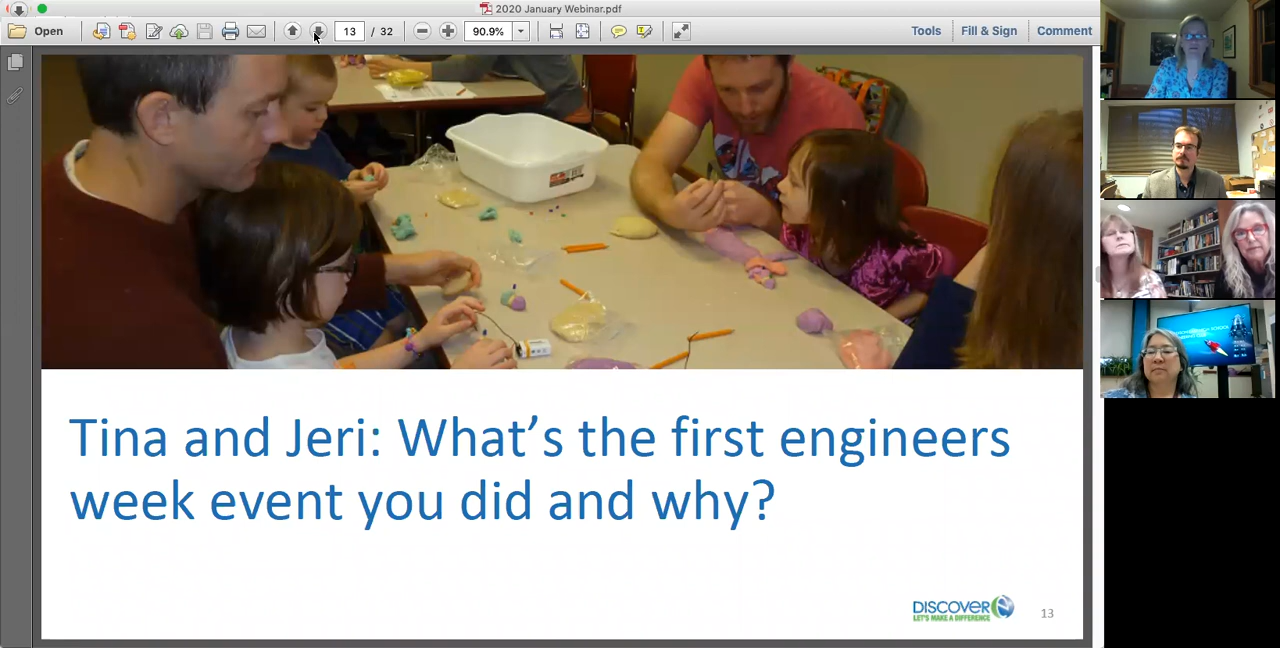 2020 January Webinar.pdf
Open
13 / 32
90.9%
Tools
Fill & Sign
Comment
Tina and Jeri: What's the first engineers
week event you did and why?
DISCOVER
LET'S MAKE A DIFFERENCE
13